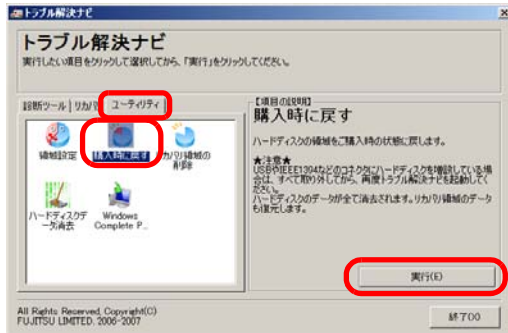 トラブル解決ナビ
トラブル解決ナビ
実行したい項目をクリックして選択してから、「実行」をクリックしてください。
診断ツール
リカバリ
ユーティリティ
領域設定
購入時に戻す
リカバリ領域の
削除
ハードディスクデ
ータ消去
Windows
Complete P...
【項目の説明】
購入時に戻す
ハードディスクの領域をご購入時の状態に戻します。
★注意★
USBやIEEE1394などのコネクタにハードディスクを増設している場
合は、すべて取り外してから、再度トラブル解決ナビを起動してく
ださい。
ハードディスクのデータが全て消去されます。リカバリ領域のデータ
も復元します。
実行(E)
All Rights Reserved, Copyright(C)
FUJITSU LIMITED. 2006-2007
終了(X)